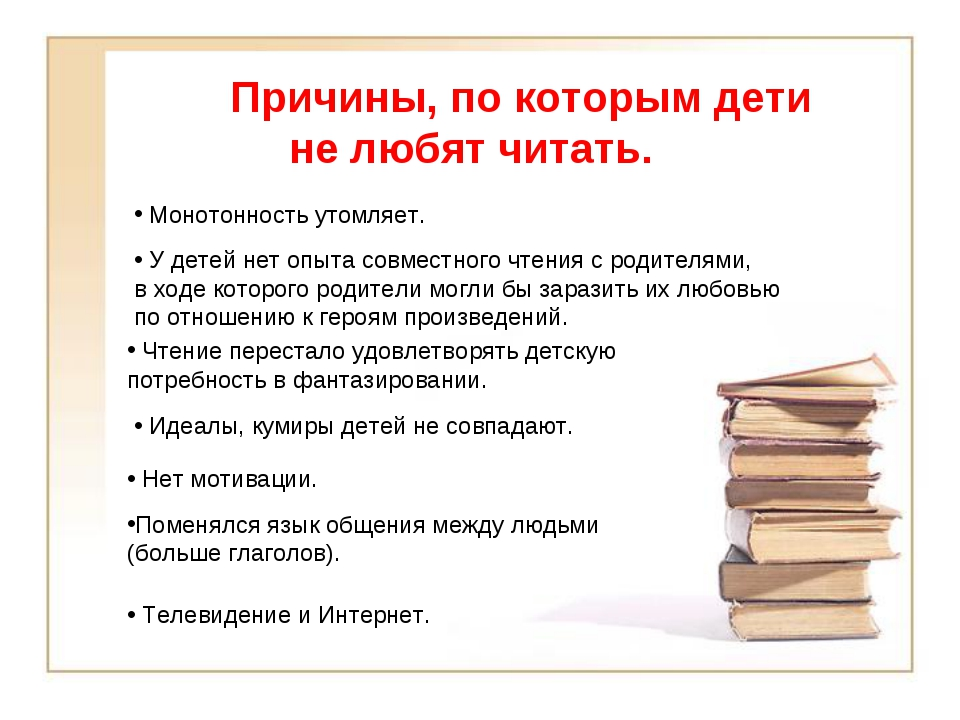 Причины, по которым дети
не любят читать.
• Монотонность утомляет.
• У детей нет опыта совместного чтения с родителями,
в ходе которого родители могли бы заразить их любовью
по отношению к героям произведений.
• Чтение перестало удовлетворять детскую
потребность в фантазировании.
• Идеалы, кумиры детей не совпадают.
• Нет мотивации.
•Поменялся язык общения между людьми
(больше глаголов).
• Телевидение и Интернет.